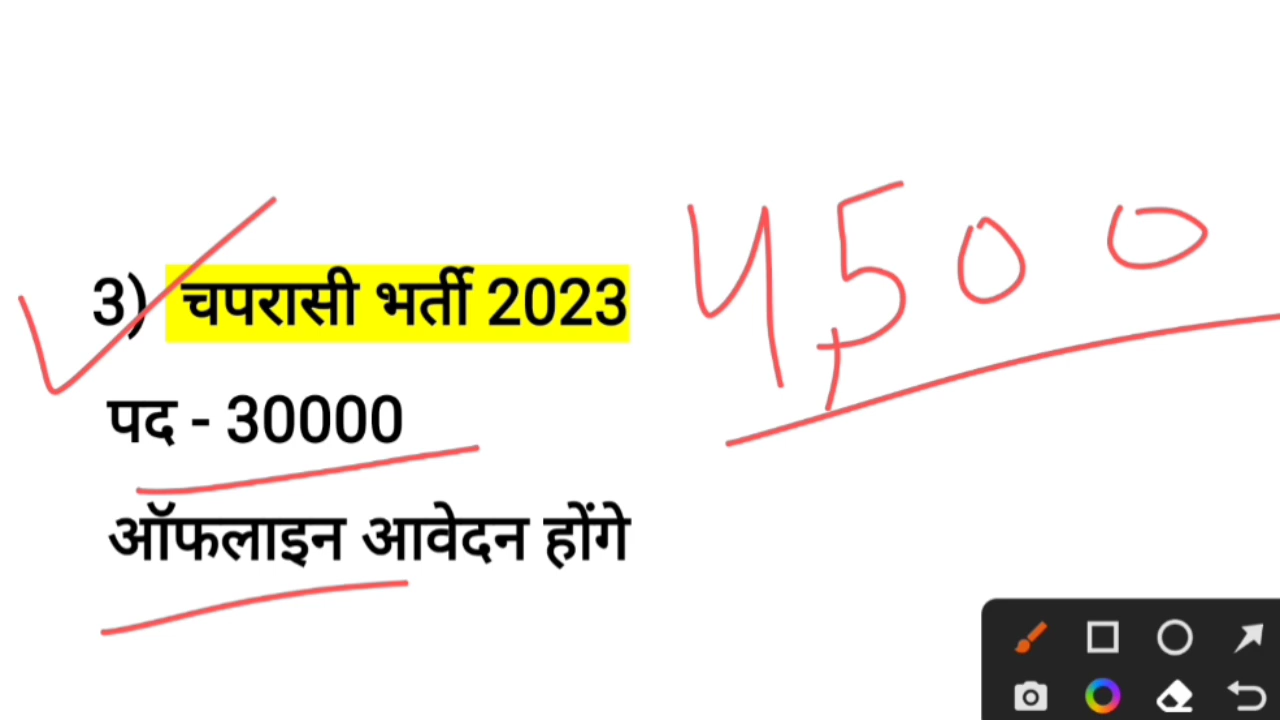 3) चपरासी भर्ती 2023
4,500
पद - 30000
ऑफलाइन आवेदन होंगे